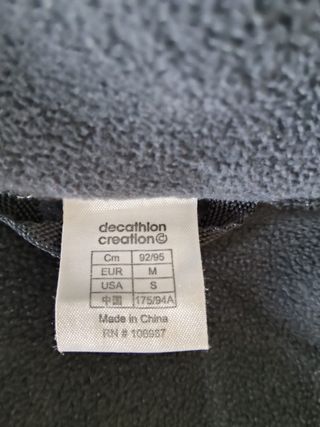 decathlon
creation
Cm 92/95
EUR M
USA S
中国 175/94A
Made in China
RN # 106987